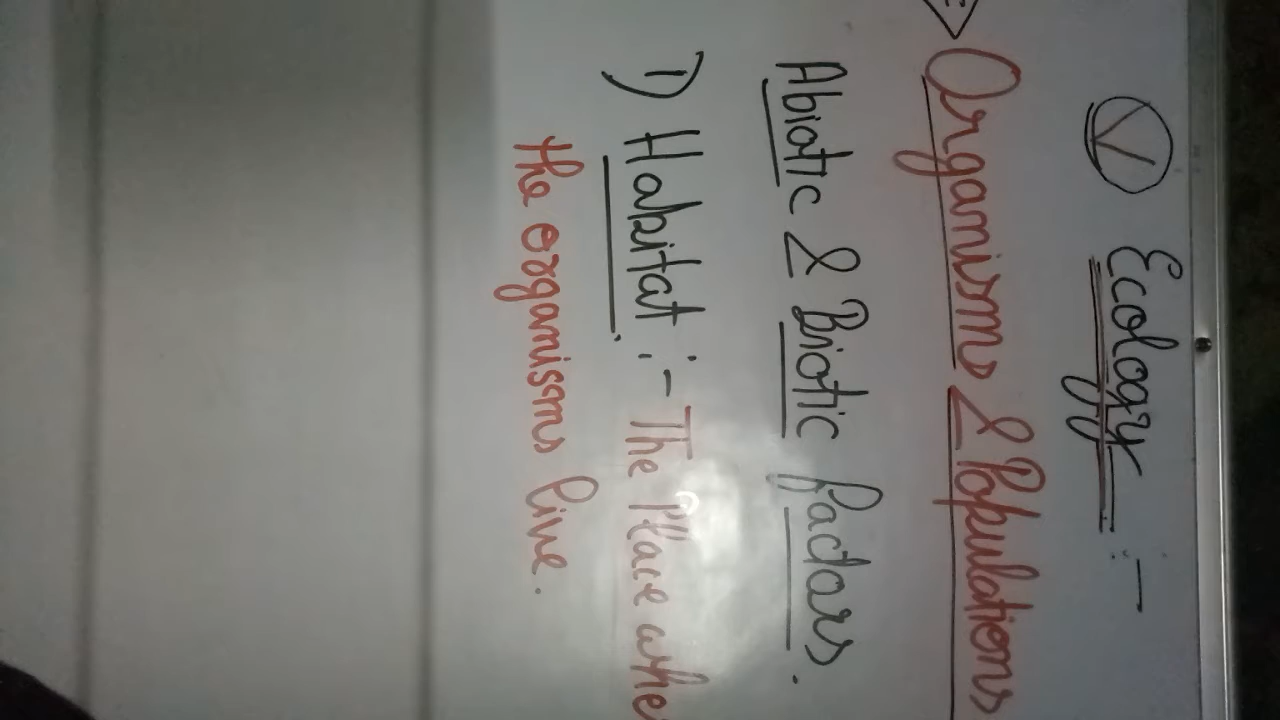 Ⓥ Ecology :-
⇒ Organisms & Populations
Abiotic & Biotic factors.
1) Habitat :- The Place whe
the organisms live.